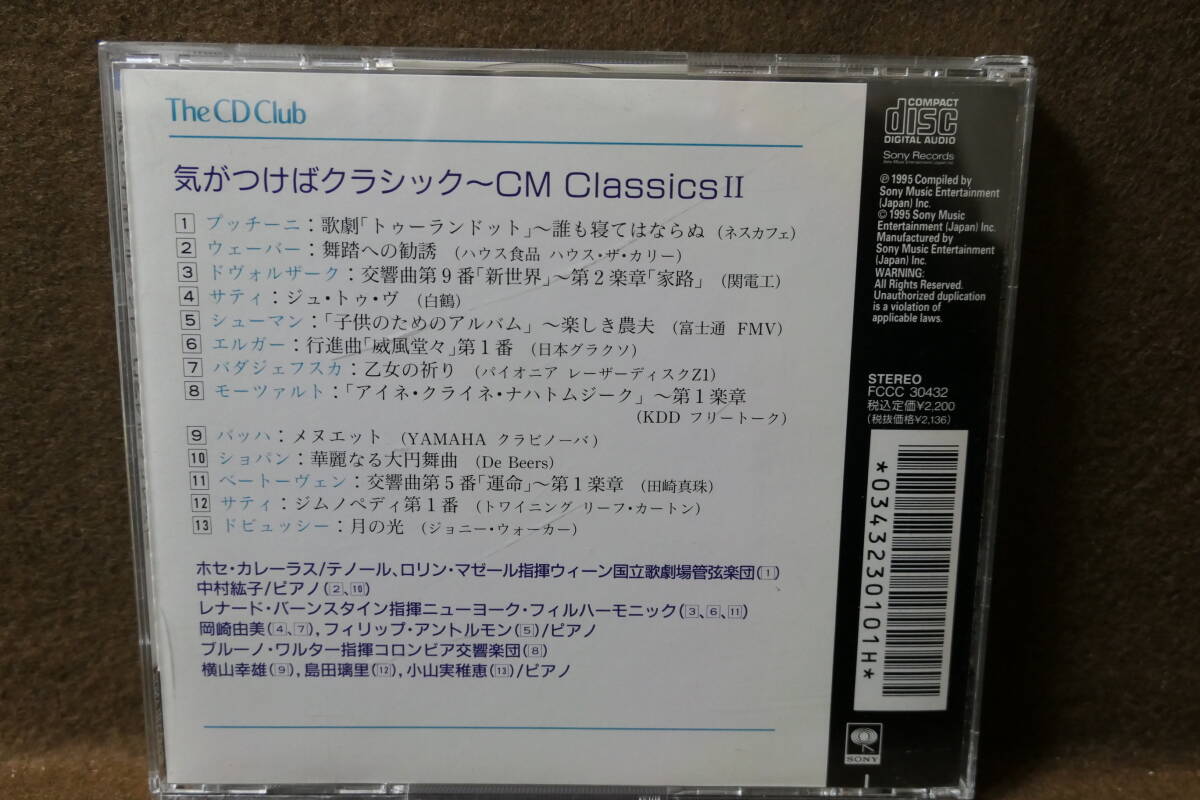 The CD Club
気がつけばクラシック～CM Classics II
1 プッチーニ：歌劇「トゥーランドット」～誰も寝てはならぬ (ネスカフェ)
2 ウェーバー：舞踏への勧誘 (ハウス食品 ハウス・ザ・カリー)
3 ドヴォルザーク：交響曲第9番「新世界」～第2楽章「家路」 (関電工)
4 サティ：ジュ・トゥ・ヴ (白鶴)
5 シューマン：「子供のためのアルバム」～楽しき農夫 (富士通 FMV)
6 エルガー：行進曲「威風堂々」第1番 (日本グラクソ)
7 バダジェフスカ：乙女の祈り (パイオニア レーザーディスクZ1)
8 モーツァルト：「アイネ・クライネ・ナハトムジーク」～第1楽章
(KDD フリートーク)
9 バッハ：メヌエット (YAMAHA クラビノーバ)
10 ショパン：華麗なる大円舞曲 (De Beers)
11 ベートーヴェン：交響曲第5番「運命」～第1楽章 (田崎真珠)
12 サティ：ジムノペディ第1番 (トワイニング リーフ・カートン)
13 ドビュッシー：月の光 (ジョニー・ウォーカー)
ホセ・カレーラス/テノール、ロリン・マゼール指揮ウィーン国立歌劇場管弦楽団(1)
中村紘子/ピアノ(2、10)
レナード・バーンスタイン指揮ニューヨーク・フィルハーモニック(3、6、11)
岡崎由美(4、7),フィリップ・アントルモン(5)/ピアノ
ブルーノ・ワルター指揮コロンビア交響楽団(8)
横山幸雄(9),島田璃里(12),小山実稚恵(13)/ピアノ
COMPACT
disc
DIGITAL AUDIO
Sony Records
℗ 1995 Compiled by
Sony Music Entertainment
(Japan) Inc.
© 1995 Sony Music
Entertainment (Japan) Inc.
Manufactured by
Sony Music Entertainment
(Japan) Inc.
WARNING:
All Rights Reserved.
Unauthorized duplication
is a violation of
applicable laws.
STEREO
FCCC 30432
税込定価¥2,200
(税抜価格¥2,136)
*0343230101H*
SONY